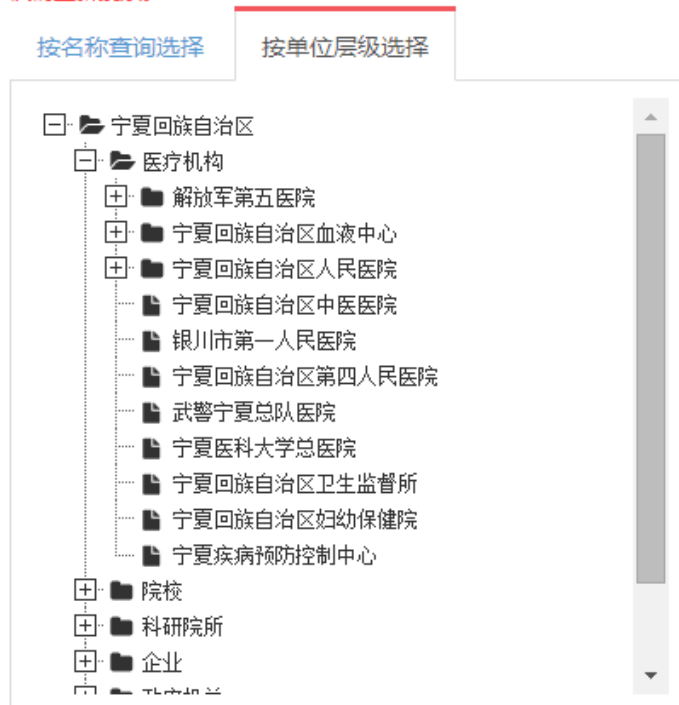 按名称查询选择
按单位层级选择
宁夏回族自治区
医疗机构
解放军第五医院
宁夏回族自治区血液中心
宁夏回族自治区人民医院
宁夏回族自治区中医医院
银川市第一人民医院
宁夏回族自治区第四人民医院
武警宁夏总队医院
宁夏医科大学总医院
宁夏回族自治区卫生监督所
宁夏回族自治区妇幼保健院
宁夏疾病预防控制中心
院校
科研院所
企业